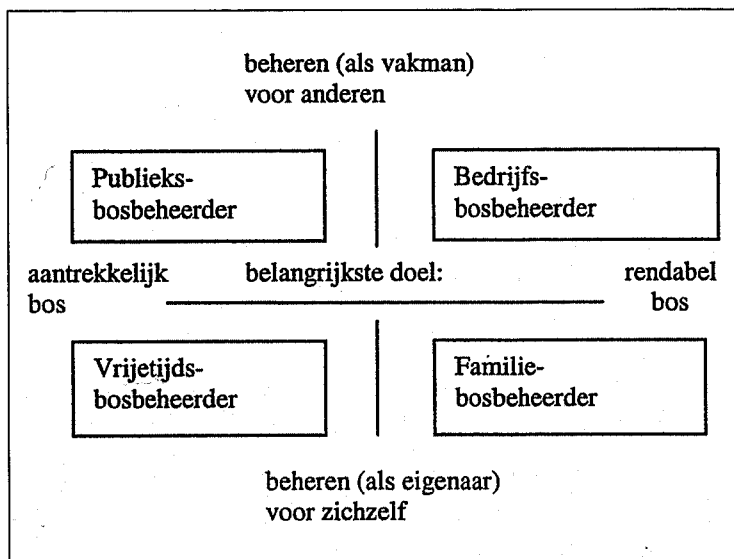 beheren (als vakman)
voor anderen
Publieks-
bosbeheerder
Bedrijfs-
bosbeheerder
aantrekkelijk
bos
belangrijkste doel:
rendabel
bos
Vrijetijds-
bosbeheerder
Familie-
bosbeheerder
beheren (als eigenaar)
voor zichzelf